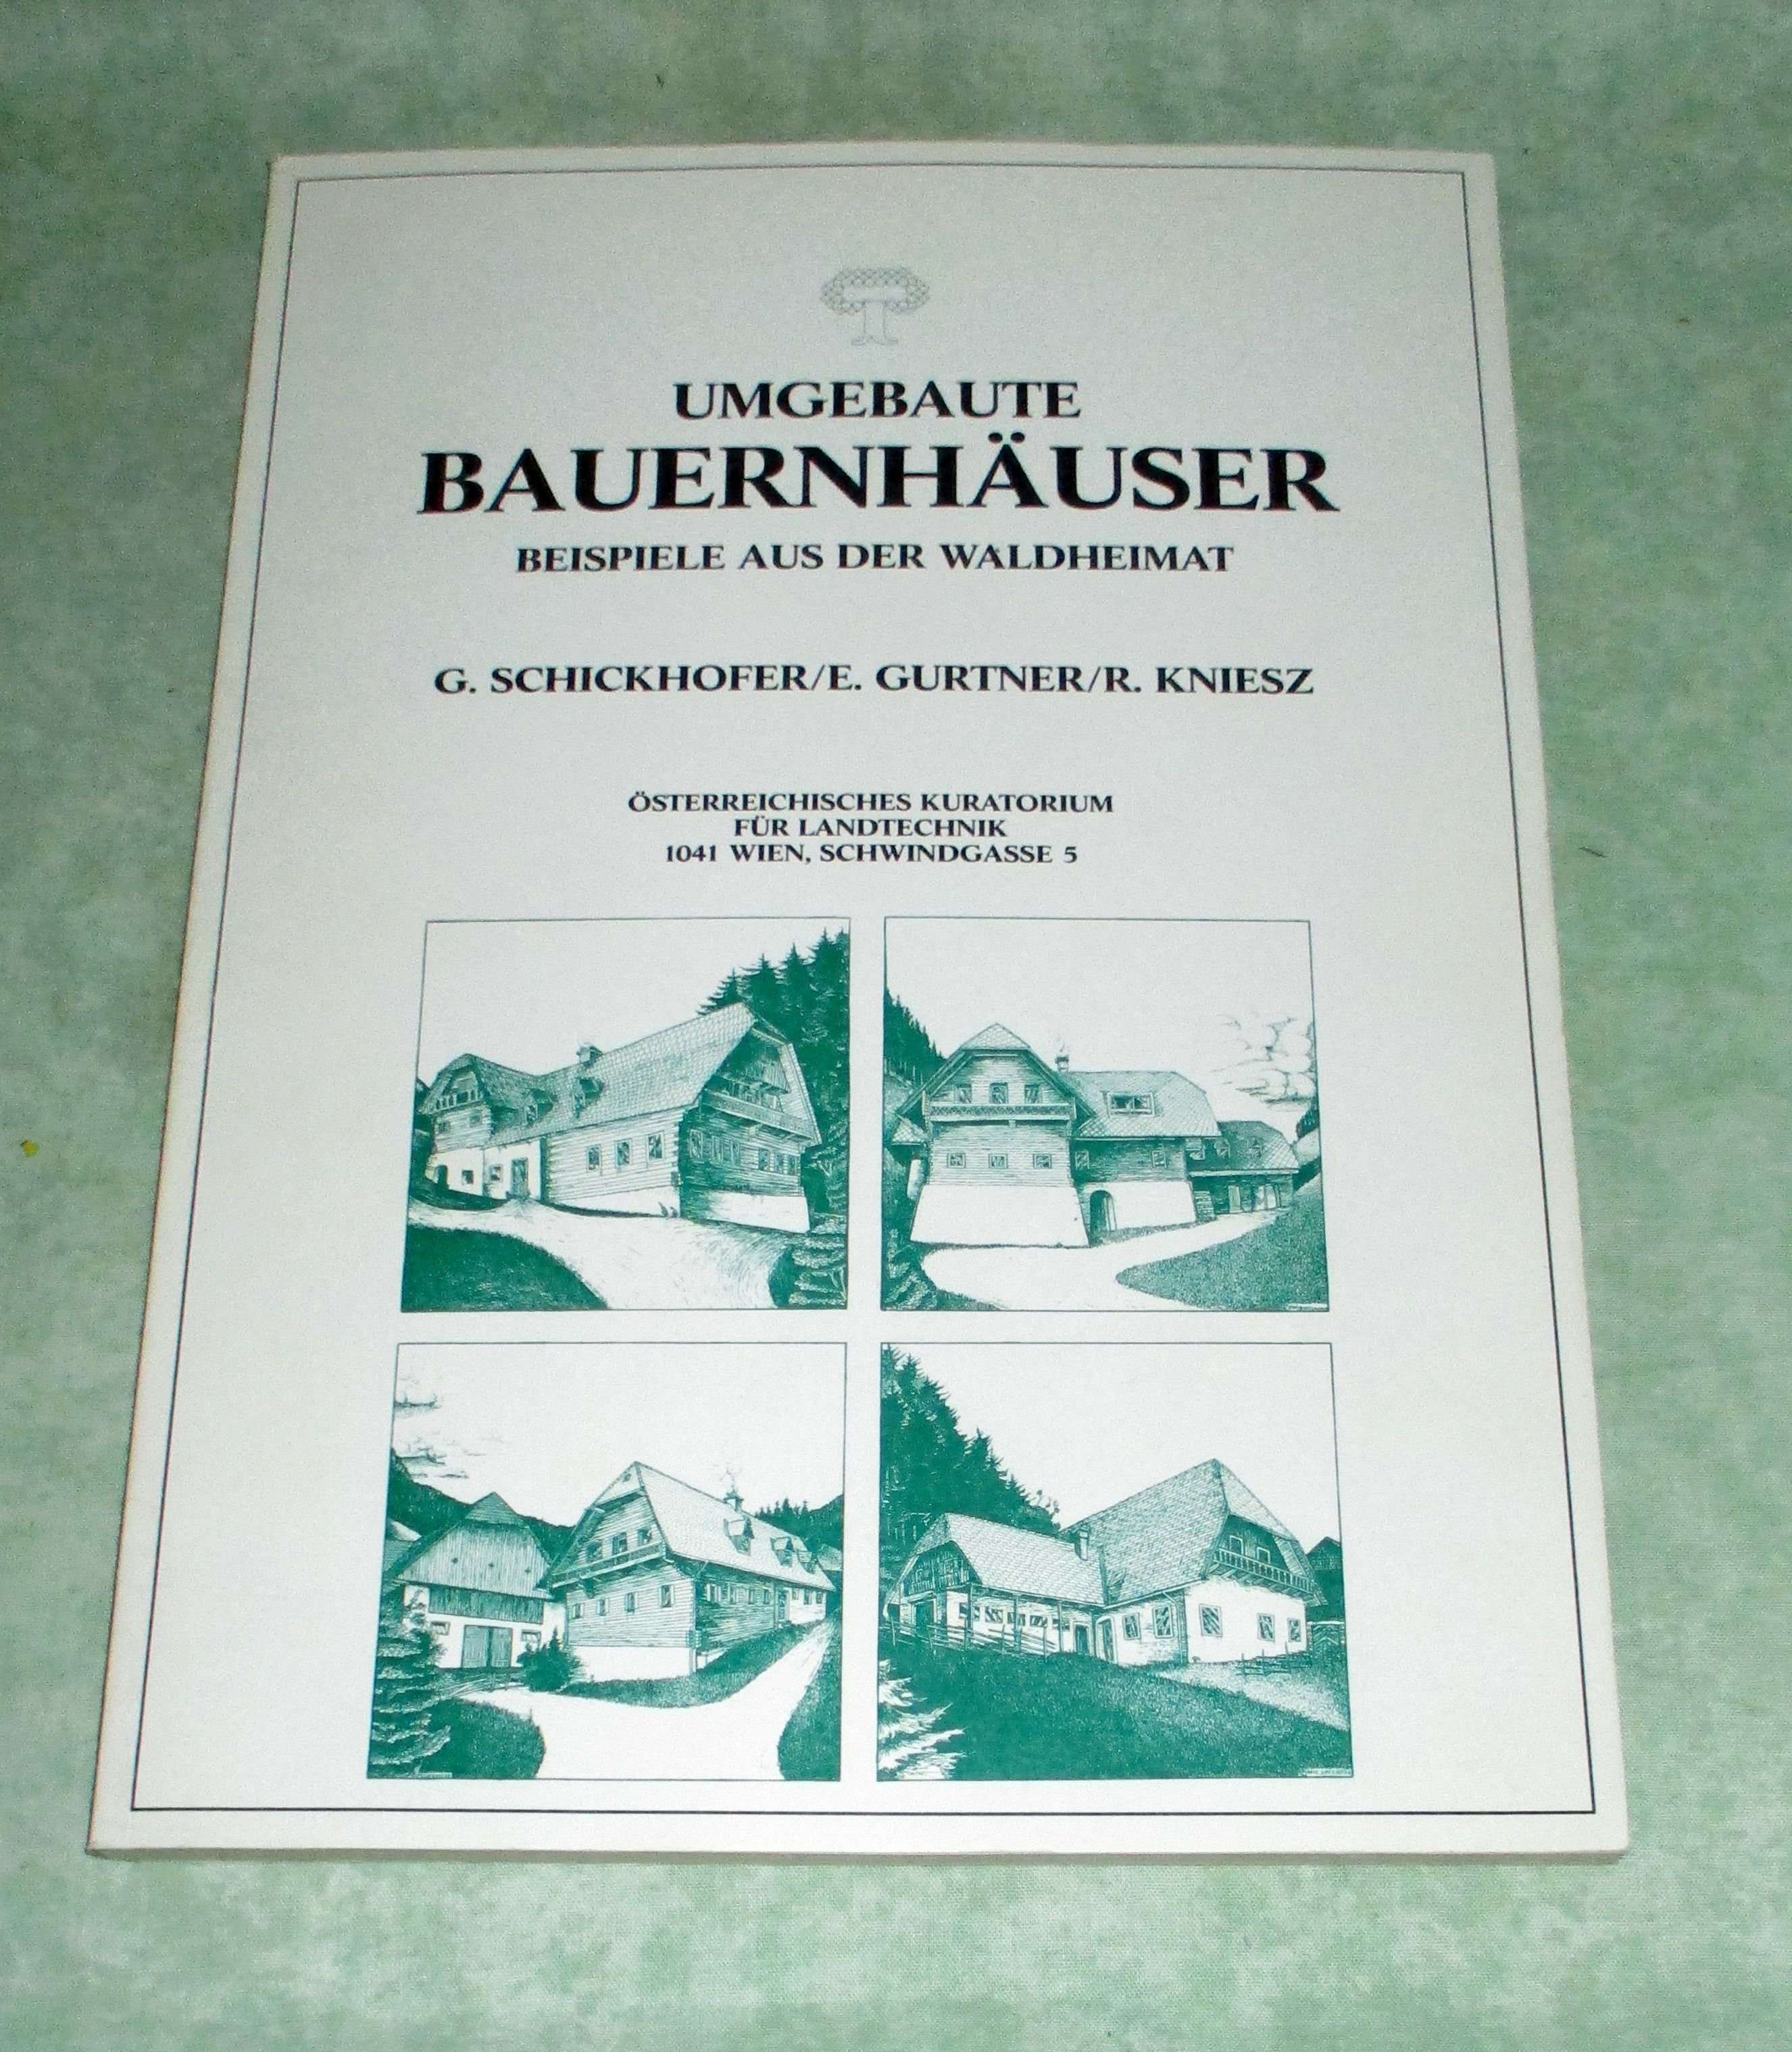 UMGEBAUTE
BAUERNHÄUSER
BEISPIELE AUS DER WALDHEIMAT
G. SCHICKHOFER/E. GURTNER/R. KNIESZ
ÖSTERREICHISCHES KURATORIUM
FÜR LANDTECHNIK
1041 WIEN, SCHWINDGASSE 5